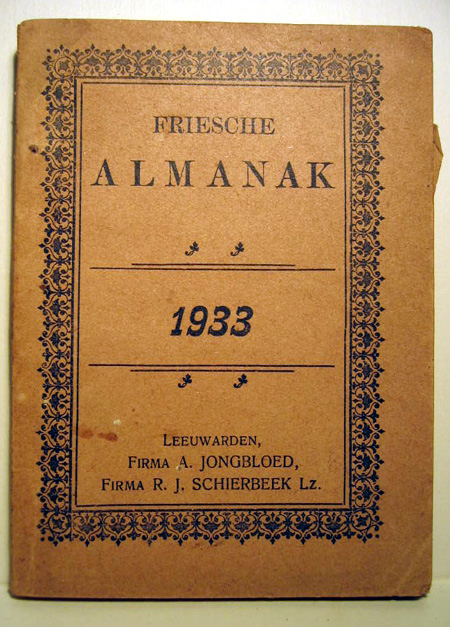 FRIESCHE
ALMANAK
1933
LEEUWARDEN,
FIRMA A. JONGBLOED,
FIRMA R. J. SCHIERBEEK Lz.